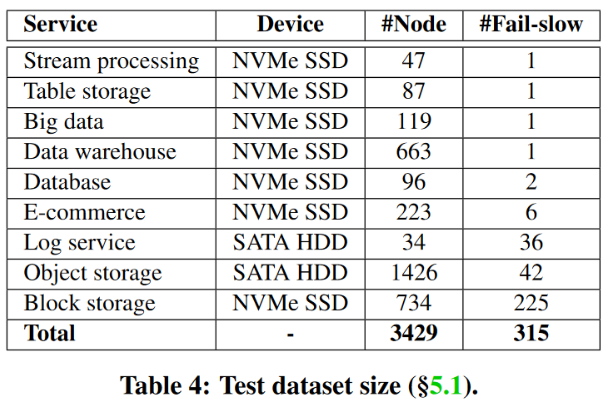 Service Device #Node #Fail-slow
Stream processing NVMe SSD 47 1
Table storage NVMe SSD 87 1
Big data NVMe SSD 119 1
Data warehouse NVMe SSD 663 1
Database NVMe SSD 96 2
E-commerce NVMe SSD 223 6
Log service SATA HDD 34 36
Object storage SATA HDD 1426 42
Block storage NVMe SSD 734 225
Total - 3429 315
Table 4: Test dataset size (§5.1).